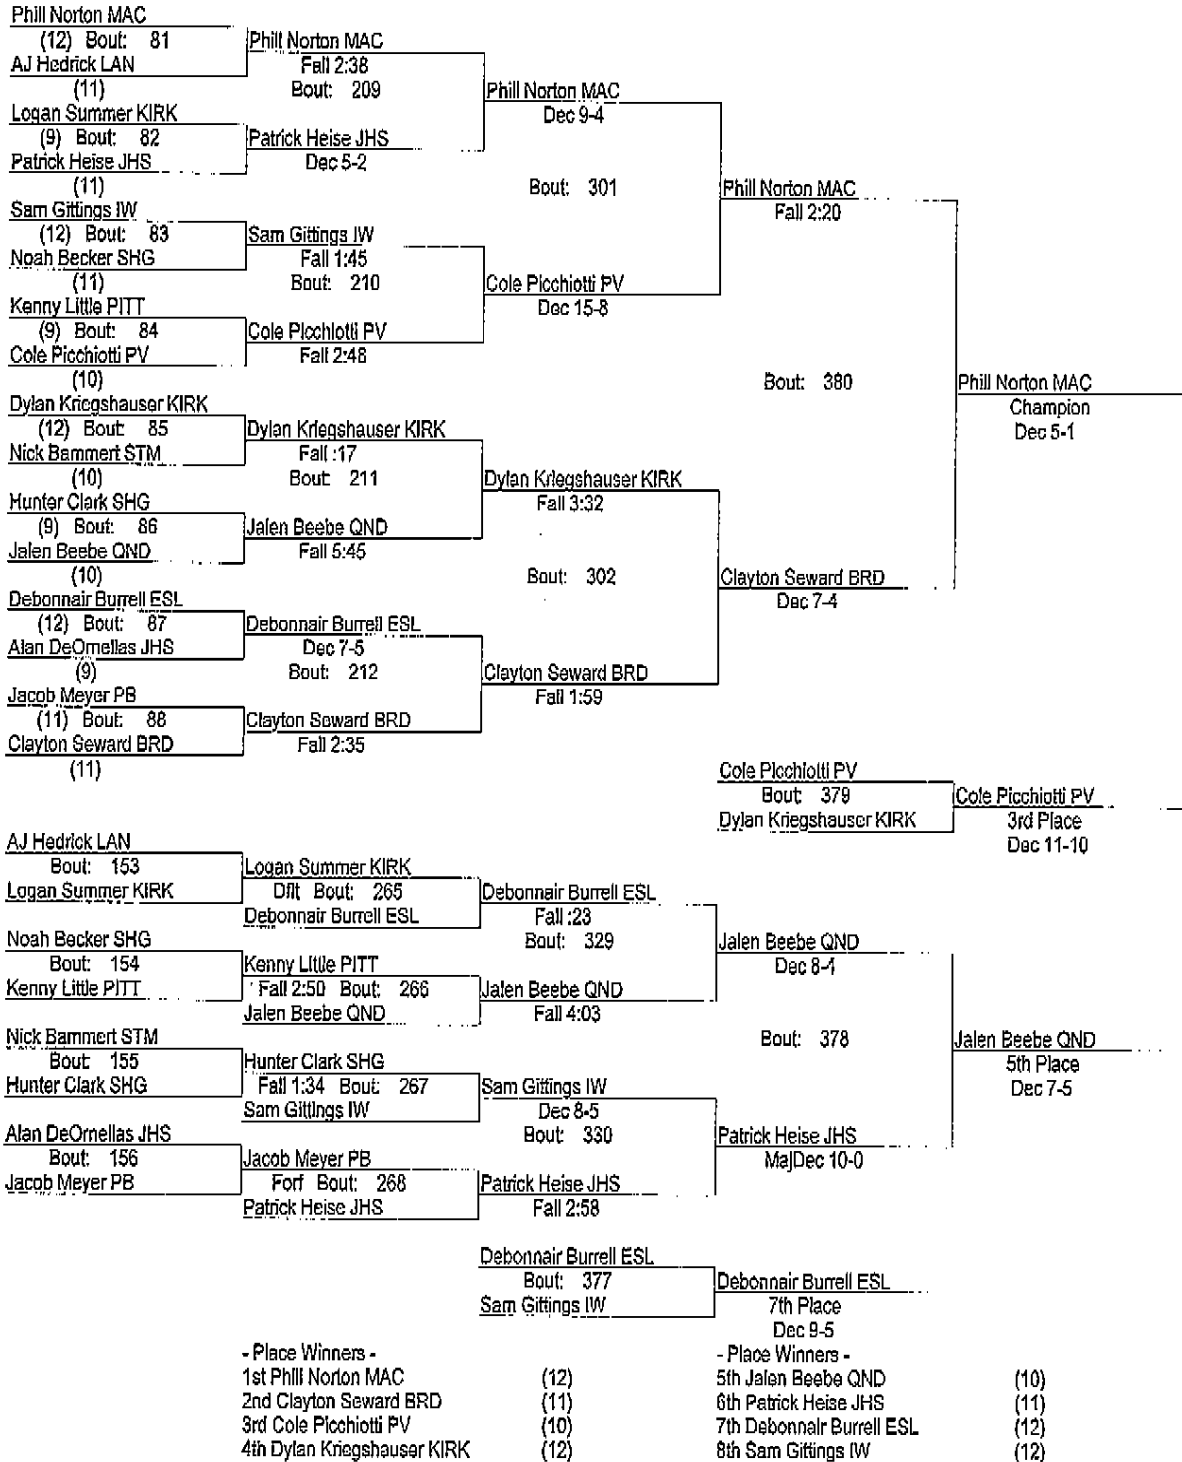 Phill Norton MAC
(12) Bout: 81 Phill Norton MAC
AJ Hedrick LAN Fall 2:38
(11) Bout: 209 Phill Norton MAC
Logan Summer KIRK Dec 9-4
(9) Bout: 82 Patrick Heise JHS
Patrick Heise JHS Dec 5-2
(11) Bout: 301 Phill Norton MAC
Sam Gittings IW Fall 2:20
(12) Bout: 83 Sam Gittings IW
Noah Becker SHG Fall 1:45
(11) Bout: 210 Cole Picchiotti PV
Kenny Little PITT Dec 15-8
(9) Bout: 84 Cole Picchiotti PV
Cole Picchiotti PV Fall 2:48
(10) Bout: 380 Phill Norton MAC
Dylan Kriegshauser KIRK Champion
(12) Bout: 85 Dylan Kriegshauser KIRK Dec 5-1
Nick Bammert STM Fall :17
(10) Bout: 211 Dylan Kriegshauser KIRK
Hunter Clark SHG Fall 3:32
(9) Bout: 86 Jalen Beebe QND
Jalen Beebe QND Fall 5:45
(10) Bout: 302 Clayton Seward BRD
Debonnair Burrell ESL Dec 7-4
(12) Bout: 87 Debonnair Burrell ESL
Alan DeOrnellas JHS Dec 7-5
(9) Bout: 212 Clayton Seward BRD
Jacob Meyer PB Fall 1:59
(11) Bout: 88 Clayton Seward BRD
Clayton Seward BRD Fall 2:35
(11)
Cole Picchiotti PV
Bout: 379 Cole Picchiotti PV
Dylan Kriegshauser KIRK 3rd Place
Dec 11-10
AJ Hedrick LAN
Bout: 153 Logan Summer KIRK
Logan Summer KIRK Dflt Bout: 265 Debonnair Burrell ESL
Debonnair Burrell ESL Fall :23
Noah Becker SHG Bout: 329 Jalen Beebe QND
Bout: 154 Kenny Little PITT Dec 8-1
Kenny Little PITT Fall 2:50 Bout: 266 Jalen Beebe QND
Jalen Beebe QND Fall 4:03
Nick Bammert STM Bout: 378 Jalen Beebe QND
Bout: 155 Hunter Clark SHG 5th Place
Hunter Clark SHG Fall 1:34 Bout: 267 Sam Gittings IW Dec 7-5
Sam Gittings IW Dec 8-5
Alan DeOrnellas JHS Bout: 330 Patrick Heise JHS
Bout: 156 Jacob Meyer PB MajDec 10-0
Jacob Meyer PB Forf Bout: 268 Patrick Heise JHS
Patrick Heise JHS Fall 2:58
Debonnair Burrell ESL
Bout: 377 Debonnair Burrell ESL
Sam Gittings IW 7th Place
Dec 9-5
- Place Winners - - Place Winners -
1st Phill Norton MAC (12) 5th Jalen Beebe QND (10)
2nd Clayton Seward BRD (11) 6th Patrick Heise JHS (11)
3rd Cole Picchiotti PV (10) 7th Debonnair Burrell ESL (12)
4th Dylan Kriegshauser KIRK (12) 8th Sam Gittings IW (12)